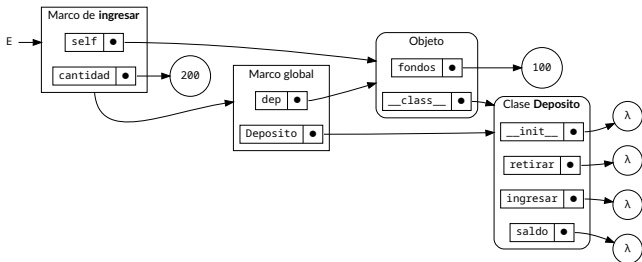 E
Marco de ingresar
self
cantidad
200
Marco global
dep
Deposito
Objeto
fondos
__class__
100
Clase Deposito
__init__
retirar
ingresar
saldo
λ
λ
λ
λ